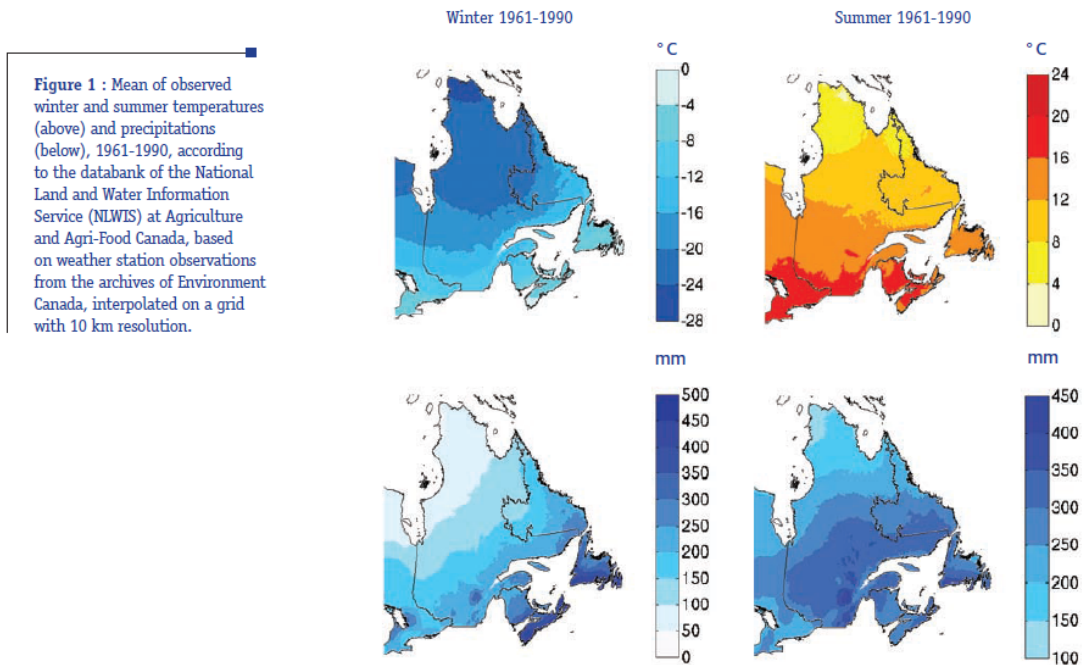 Winter 1961-1990
Summer 1961-1990
Figure 1 : Mean of observed
winter and summer temperatures
(above) and precipitations
(below), 1961-1990, according
to the databank of the National
Land and Water Information
Service (NLWIS) at Agriculture
and Agri-Food Canada, based
on weather station observations
from the archives of Environment
Canada, interpolated on a grid
with 10 km resolution.
°C
0
-4
-8
-12
-16
-20
-24
-28
°C
24
20
16
12
8
4
0
mm
500
450
400
350
300
250
200
150
100
50
0
mm
450
400
350
300
250
200
150
100